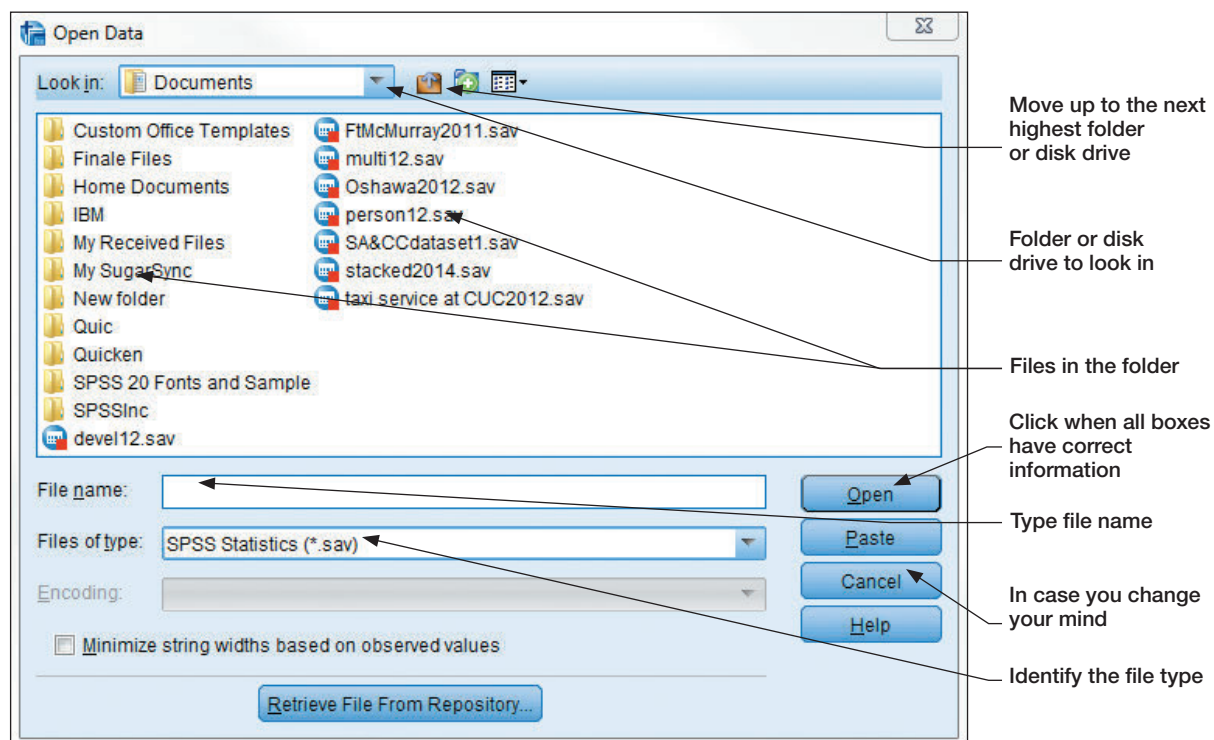 Open Data
Look in:
Documents
Custom Office Templates
Finale Files
Home Documents
IBM
My Received Files
My SugarSync
New folder
Quic
Quicken
SPSS 20 Fonts and Sample
SPSSInc
devel12.sav
FtMcMurray2011.sav
multi12.sav
Oshawa2012.sav
person12.sav
SA&CCdataset1.sav
stacked2014.sav
taxi service at CUC2012.sav
File name:
Files of type:
SPSS Statistics (*.sav)
Encoding:
Minimize string widths based on observed values
Retrieve File From Repository...
Open
Paste
Cancel
Help
Move up to the next
highest folder
or disk drive
Folder or disk
drive to look in
Files in the folder
Click when all boxes
have correct
information
Type file name
In case you change
your mind
Identify the file type